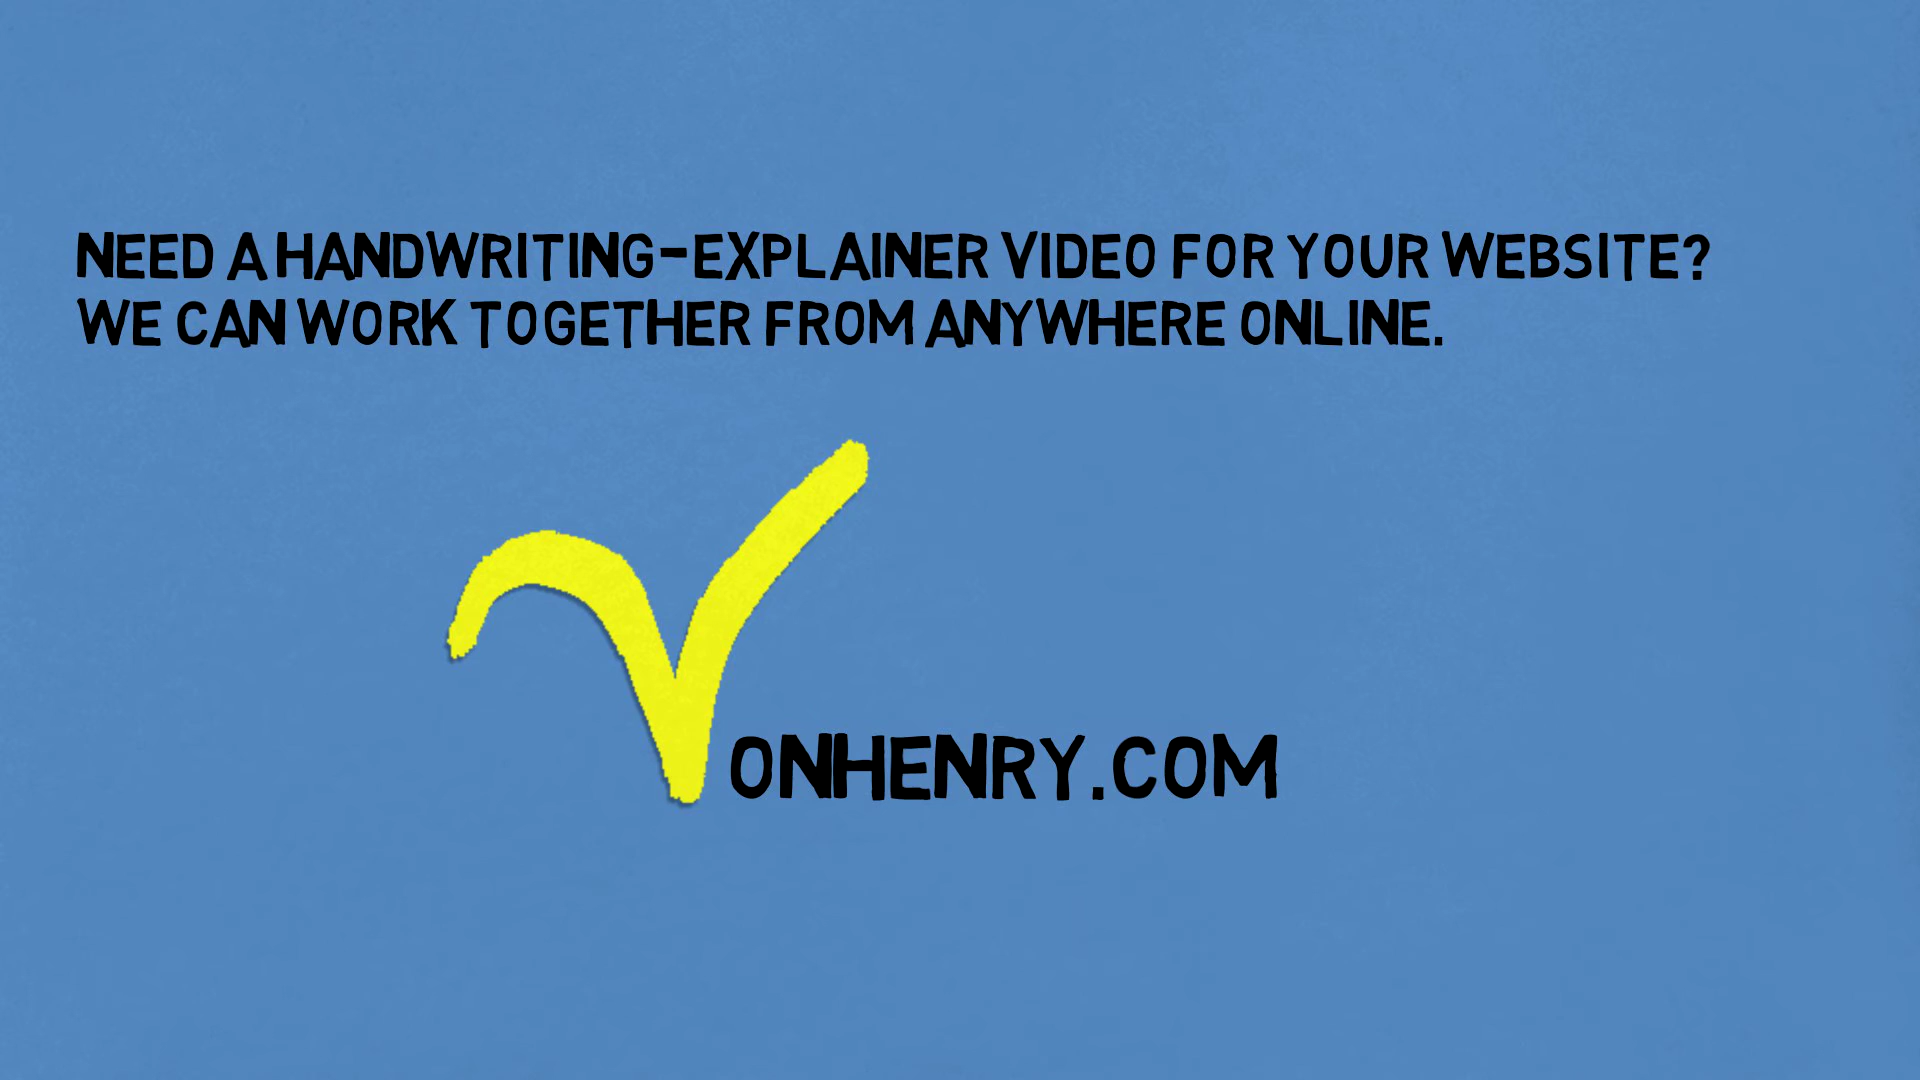 NEED A HANDWRITING-EXPLAINER VIDEO FOR YOUR WEBSITE?
WE CAN WORK TOGETHER FROM ANYWHERE ONLINE.
VONHENRY.COM